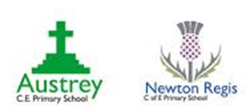 Austrey
C.E. Primary School
Newton Regis
C of E Primary School